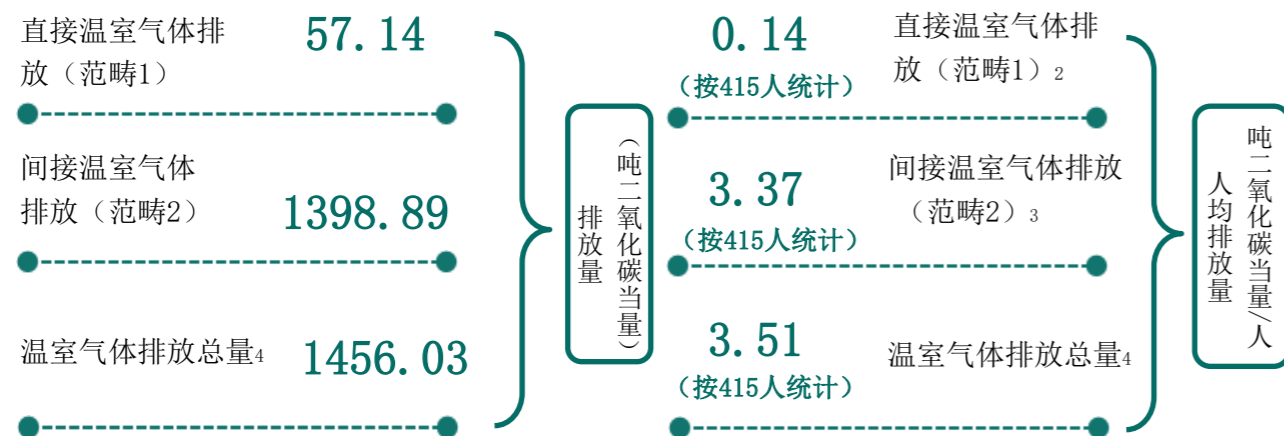 直接温室气体排
放（范畴1）
57.14
间接温室气体
排放（范畴2）
1398.89
温室气体排放总量4
1456.03
排放量
（吨二氧化碳当量）
0.14
（按415人统计）
直接温室气体排
放（范畴1）2
3.37
（按415人统计）
间接温室气体排放
（范畴2）3
3.51
（按415人统计）
温室气体排放总量4
人均排放量
吨二氧化碳当量/人